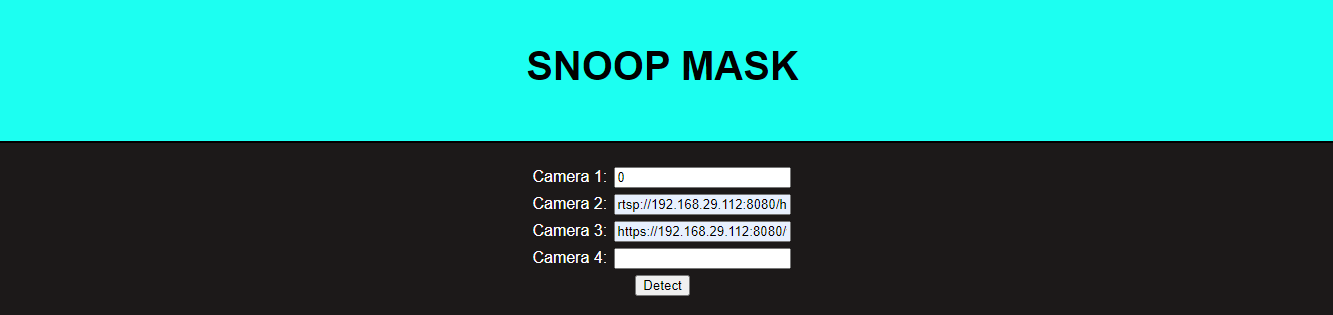 SNOOP MASK
Camera 1: 0
Camera 2: rtsp://192.168.29.112:8080/h
Camera 3: https://192.168.29.112:8080/
Camera 4:
Detect